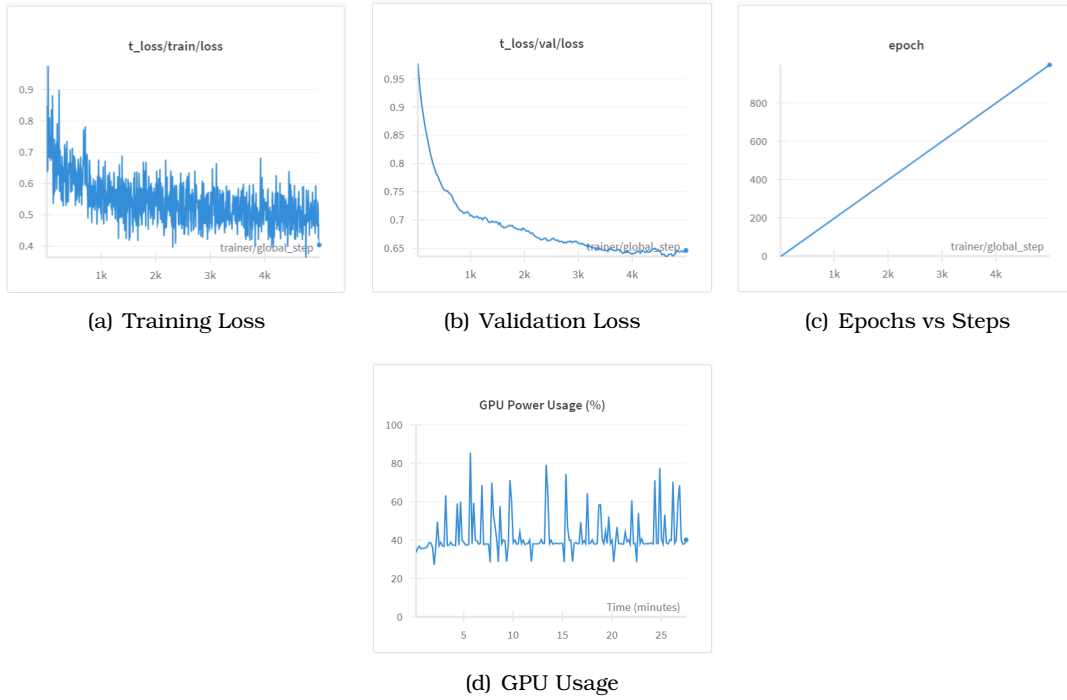 t_loss/train/loss
0.9
0.8
0.7
0.6
0.5
0.4
trainer/global_step
1k 2k 3k 4k
(a) Training Loss
t_loss/val/loss
0.95
0.9
0.85
0.8
0.75
0.7
0.65
trainer/global_step
1k 2k 3k 4k
(b) Validation Loss
epoch
800
600
400
200
0
trainer/global_step
1k 2k 3k 4k
(c) Epochs vs Steps
GPU Power Usage (%)
100
80
60
40
20
0
Time (minutes)
5 10 15 20 25
(d) GPU Usage